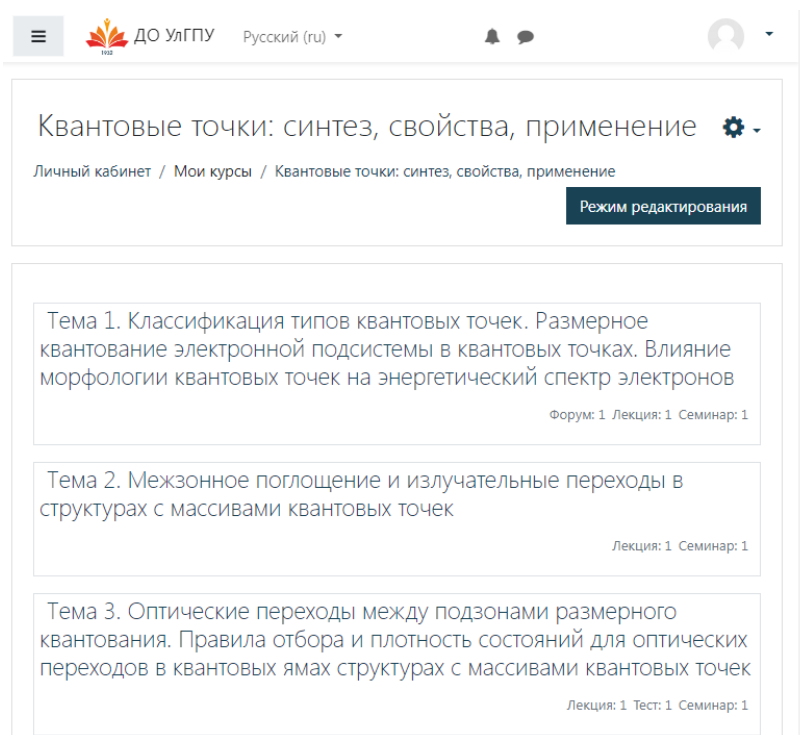 ДО УлГПУ Русский (ru)
1932
Квантовые точки: синтез, свойства, применение
Личный кабинет / Мои курсы / Квантовые точки: синтез, свойства, применение
Режим редактирования
Тема 1. Классификация типов квантовых точек. Размерное
квантование электронной подсистемы в квантовых точках. Влияние
морфологии квантовых точек на энергетический спектр электронов
Форум: 1 Лекция: 1 Семинар: 1
Тема 2. Межзонное поглощение и излучательные переходы в
структурах с массивами квантовых точек
Лекция: 1 Семинар: 1
Тема 3. Оптические переходы между подзонами размерного
квантования. Правила отбора и плотность состояний для оптических
переходов в квантовых ямах структурах с массивами квантовых точек
Лекция: 1 Тест: 1 Семинар: 1